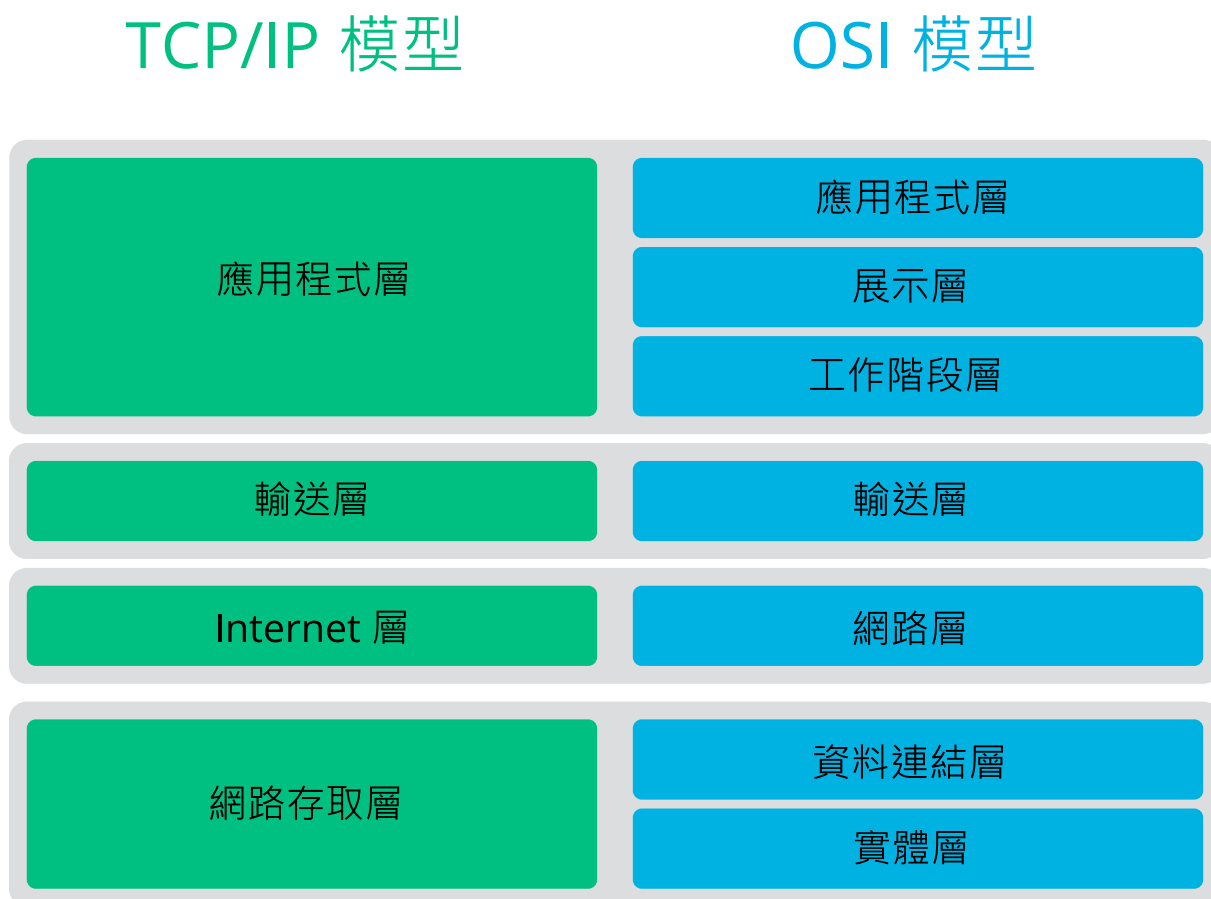 TCP/IP 模型
OSI 模型
應用程式層
應用程式層
展示層
工作階段層
輸送層
輸送層
Internet 層
網路層
網路存取層
資料連結層
實體層